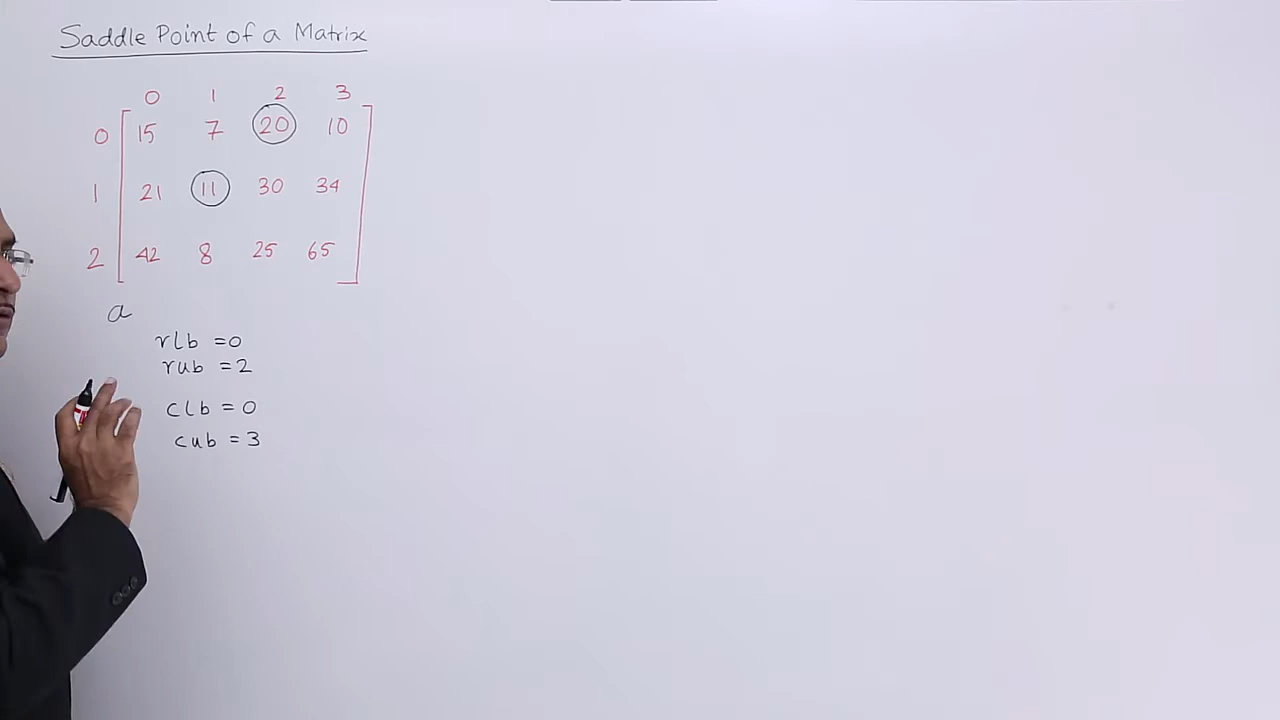 Saddle Point of a Matrix
0 1 2 3
0 15 7 20 10
1 21 11 30 34
2 42 8 25 65
a
rlb = 0
rub = 2
clb = 0
cub = 3